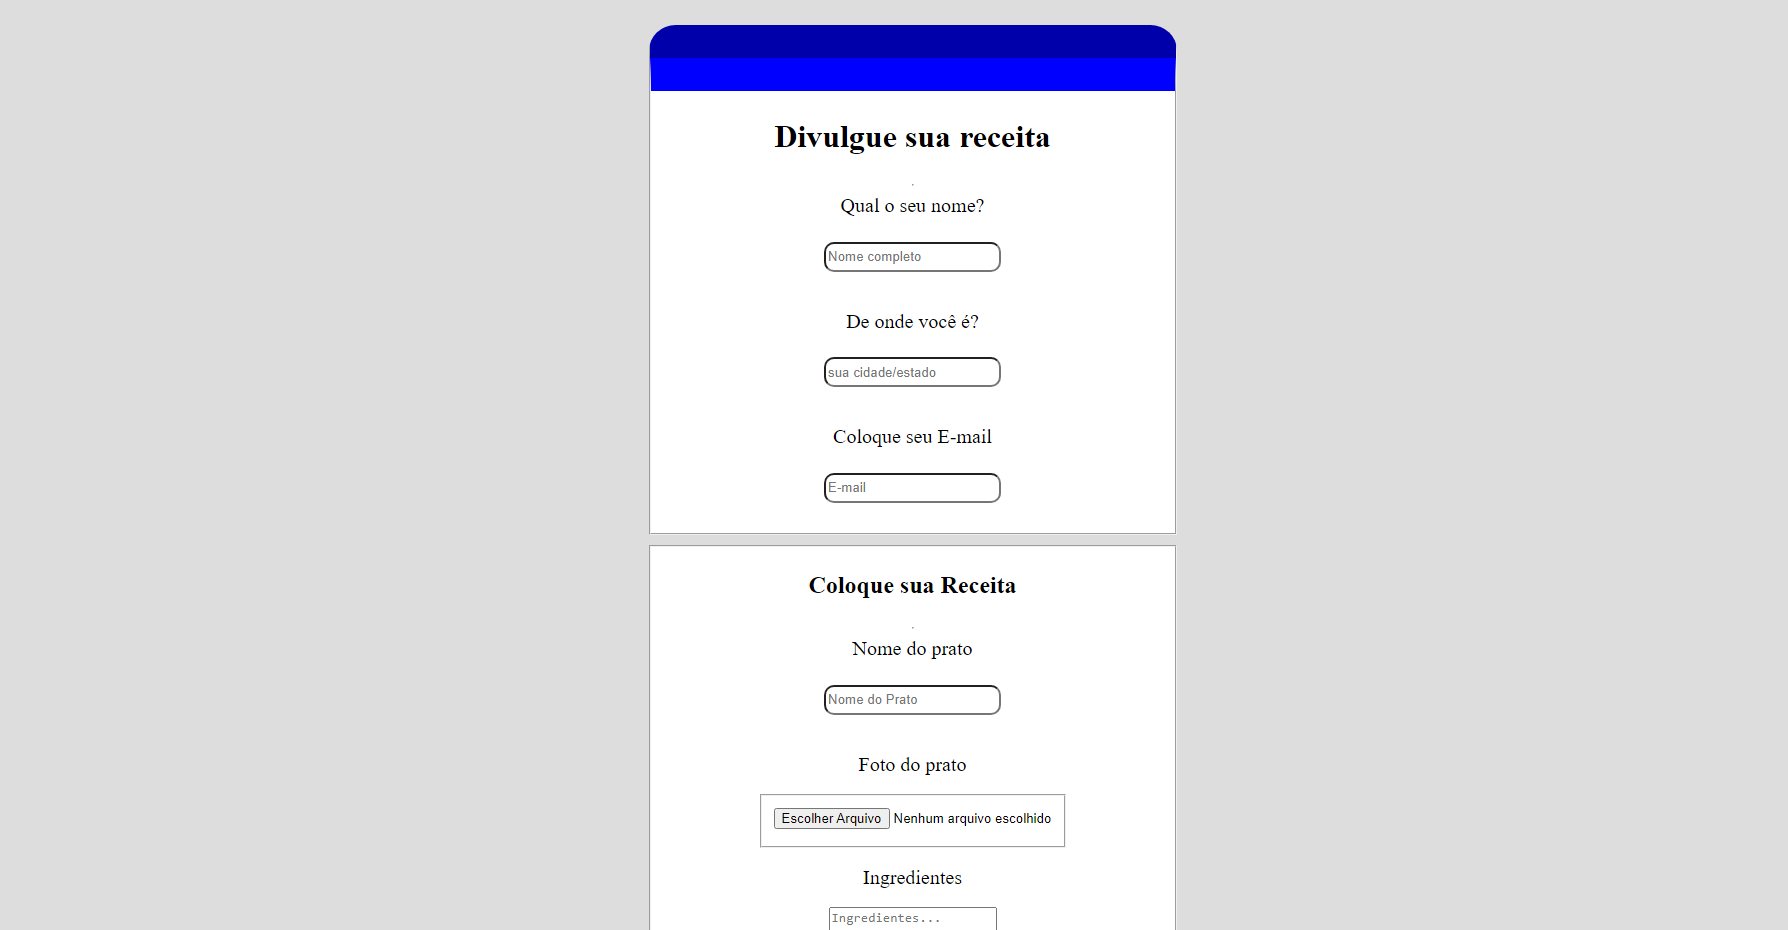 Divulgue sua receita
Qual o seu nome?
Nome completo
De onde você é?
sua cidade/estado
Coloque seu E-mail
E-mail
Coloque sua Receita
Nome do prato
Nome do Prato
Foto do prato
Escolher Arquivo Nenhum arquivo escolhido
Ingredientes
Ingredientes...